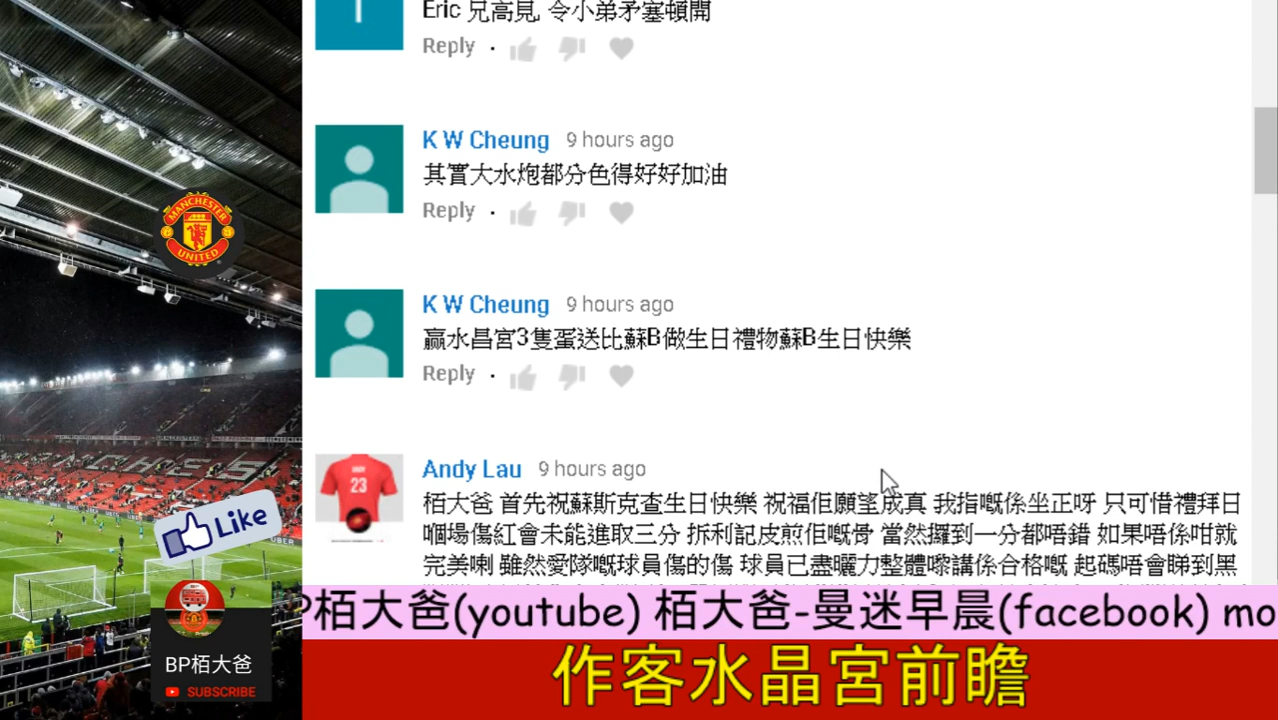 Eric 兄高見, 令小弟矛塞頓開
Reply ·
K W Cheung 9 hours ago
其實大水炮都分色得好好加油
Reply ·
K W Cheung 9 hours ago
贏水晶宮3隻蛋送比蘇B做生日禮物蘇B生日快樂
Reply ·
Andy Lau 9 hours ago
栢大爸 首先祝蘇斯克查生日快樂 祝福佢願望成真 我指嘅係坐正呀 只可惜禮拜日
嗰場傷紅會未能進取三分 拆利記皮煎佢嘅骨 當然攞到一分都唔錯 如果唔係咁就
完美喇 雖然愛隊嘅球員傷的傷 球員已盡曬力整體嚟講係合格嘅 起碼唔會睇到黑
P栢大爸(youtube) 栢大爸-曼迷早晨(facebook) mo
作客水晶宮前瞻
MANCHESTER
UNITED
CHES
Like
23
BP栢大爸
SUBSCRIBE